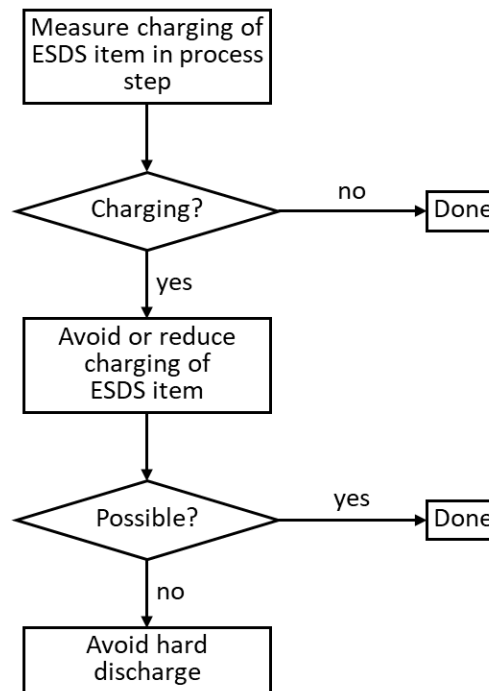 Measure charging of
ESDS item in process
step
Charging?
no
Done
yes
Avoid or reduce
charging of
ESDS item
Possible?
yes
Done
no
Avoid hard
discharge